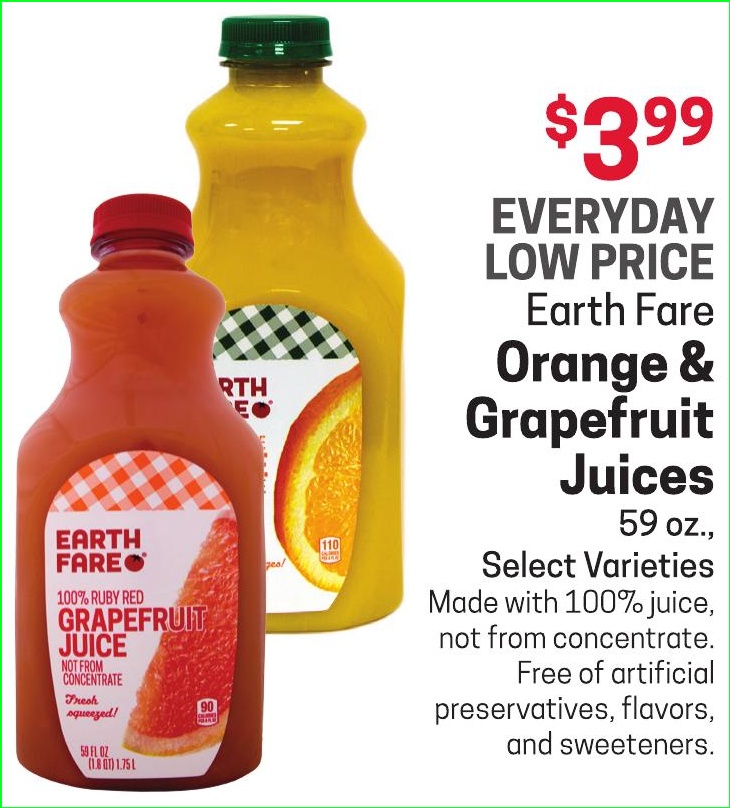 $3.99
EVERYDAY
LOW PRICE
Earth Fare
Orange &
Grapefruit
Juices
59 oz.,
Select Varieties
Made with 100% juice,
not from concentrate.
Free of artificial
preservatives, flavors,
and sweeteners.
RTH
E
110
CALORIES
EARTH
FARE
100% RUBY RED
GRAPEFRUIT
JUICE
NOT FROM
CONCENTRATE
Fresh
squeezed!
90
CALORIES
59 FL OZ
(1.8 QT) 1.75 L